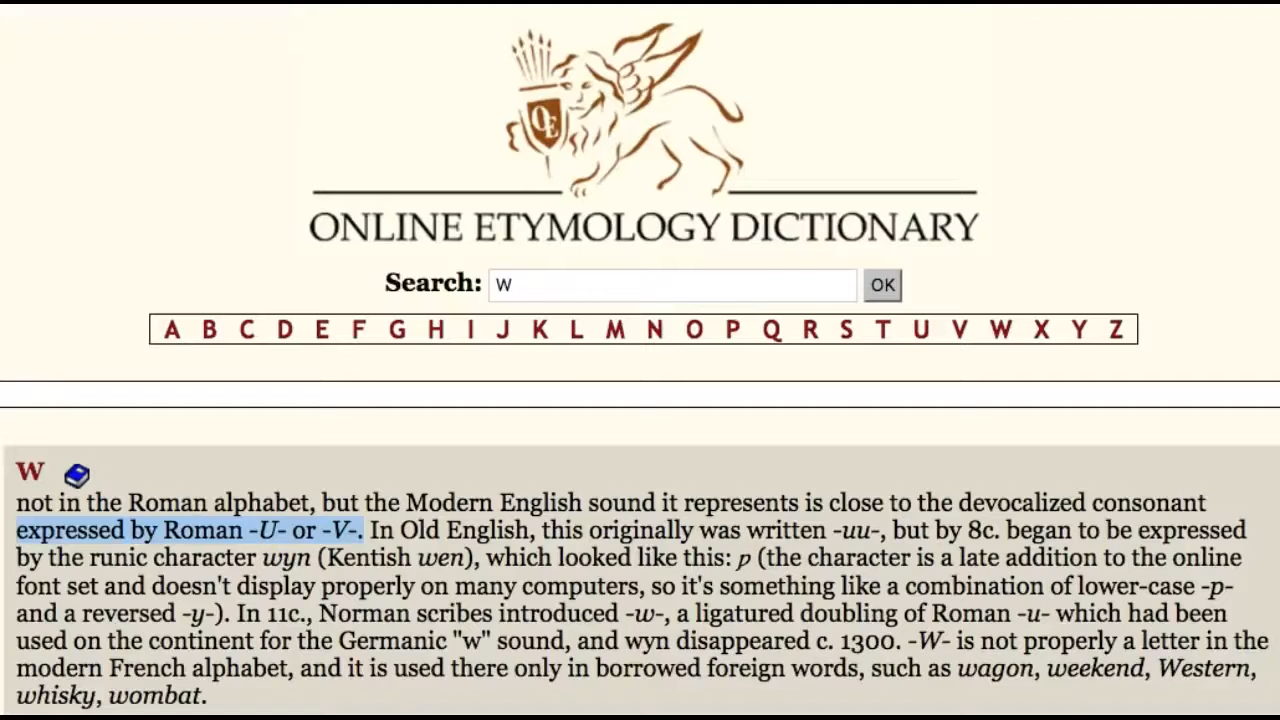 OE
ONLINE ETYMOLOGY DICTIONARY
Search: W OK
A B C D E F G H I J K L M N O P Q R S T U V W X Y Z
W
not in the Roman alphabet, but the Modern English sound it represents is close to the devocalized consonant
expressed by Roman -U- or -V-. In Old English, this originally was written -uu-, but by 8c. began to be expressed
by the runic character wyn (Kentish wen), which looked like this: p (the character is a late addition to the online
font set and doesn't display properly on many computers, so it's something like a combination of lower-case -p-
and a reversed -y-). In 11c., Norman scribes introduced -w-, a ligatured doubling of Roman -u- which had been
used on the continent for the Germanic "w" sound, and wyn disappeared c. 1300. -W- is not properly a letter in the
modern French alphabet, and it is used there only in borrowed foreign words, such as wagon, weekend, Western,
whisky, wombat.